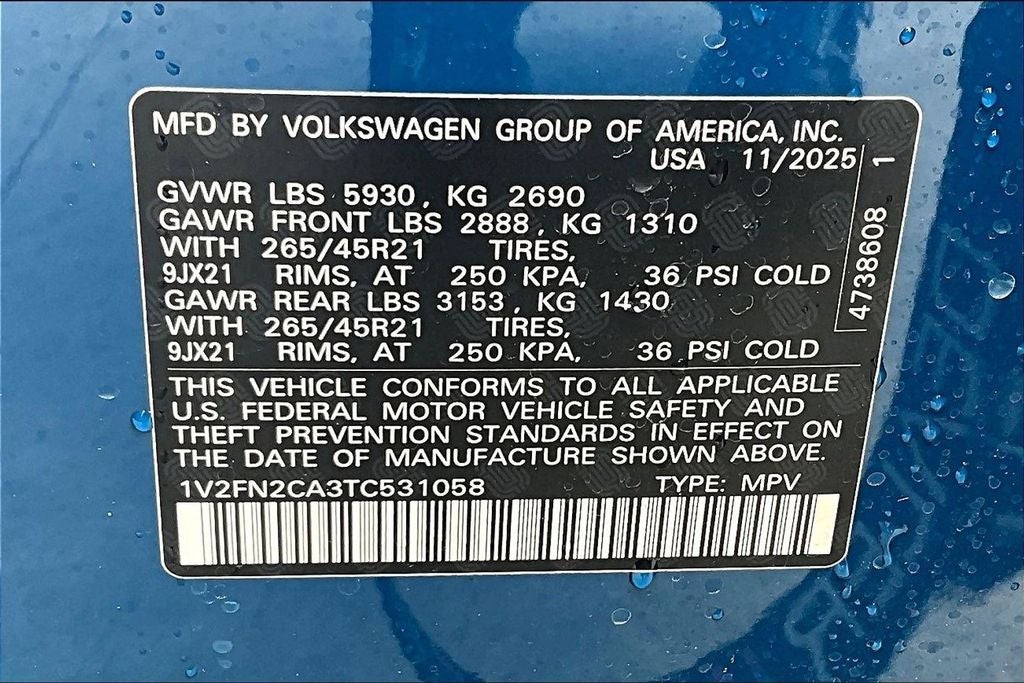 MFD BY VOLKSWAGEN GROUP OF AMERICA, INC.
USA 11/2025
GVWR LBS 5930, KG 2690
GAWR FRONT LBS 2888, KG 1310
WITH 265/45R21 TIRES,
9JX21 RIMS, AT 250 KPA, 36 PSI COLD
GAWR REAR LBS 3153, KG 1430
WITH 265/45R21 TIRES,
9JX21 RIMS, AT 250 KPA, 36 PSI COLD
4738608 1
THIS VEHICLE CONFORMS TO ALL APPLICABLE
U.S. FEDERAL MOTOR VEHICLE SAFETY AND
THEFT PREVENTION STANDARDS IN EFFECT ON
THE DATE OF MANUFACTURE SHOWN ABOVE.
1V2FN2CA3TC531058 TYPE: MPV